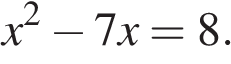 x² − 7x = 8.